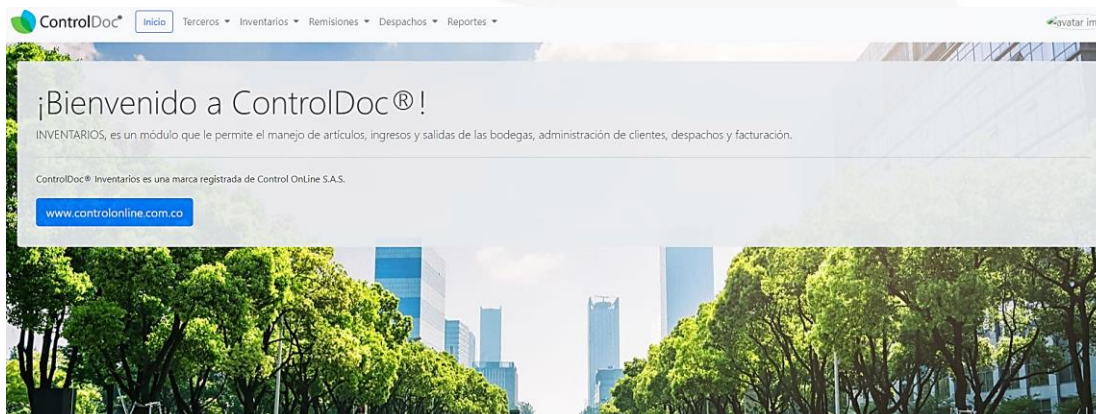 ControlDoc®
Inicio Terceros Inventarios Remisiones Despachos Reportes
avatar im
¡Bienvenido a ControlDoc®!
INVENTARIOS, es un módulo que le permite el manejo de artículos, ingresos y salidas de las bodegas, administración de clientes, despachos y facturación.
ControlDoc® Inventarios es una marca registrada de Control OnLine S.A.S.
www.controlonline.com.co